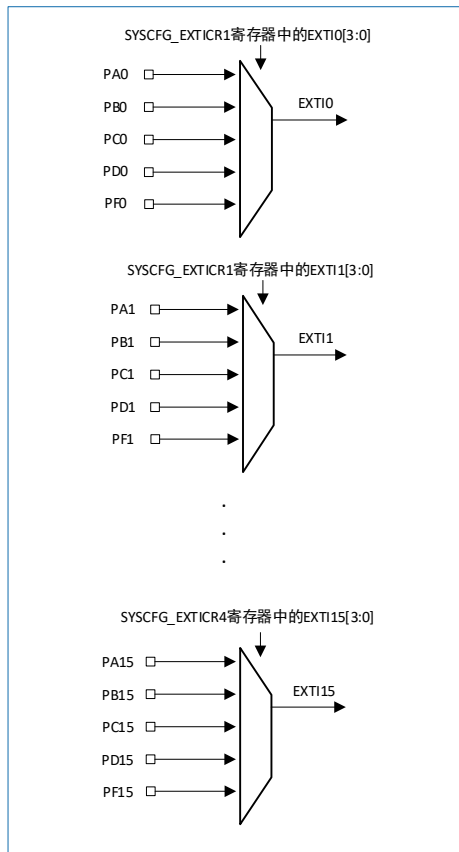 SYSCFG_EXTICR1寄存器中的EXTI0[3:0]
PA0
PB0
EXTI0
PC0
PD0
PF0
SYSCFG_EXTICR1寄存器中的EXTI1[3:0]
PA1
PB1
EXTI1
PC1
PD1
PF1
.
.
.
SYSCFG_EXTICR4寄存器中的EXTI15[3:0]
PA15
PB15
EXTI15
PC15
PD15
PF15